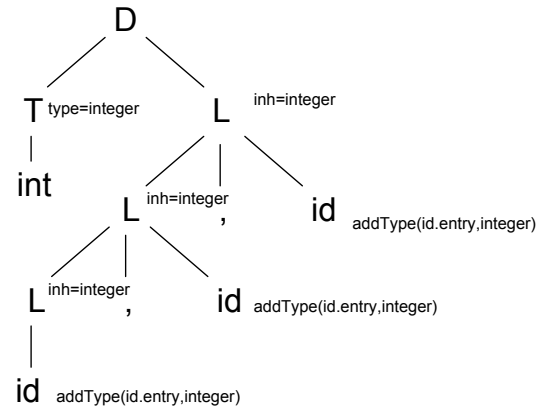 D
T type=integer L inh=integer
int L inh=integer , id addType(id.entry,integer)
L inh=integer , id addType(id.entry,integer)
id addType(id.entry,integer)